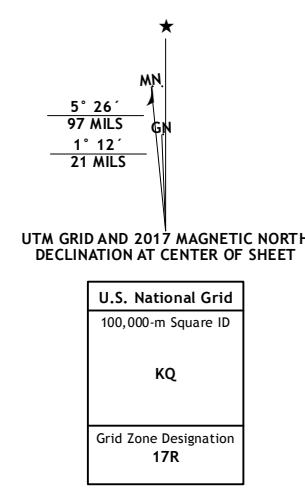 ★
MN.
5° 26´
97 MILS
GN
1° 12´
21 MILS
UTM GRID AND 2017 MAGNETIC NORTH
DECLINATION AT CENTER OF SHEET
U.S. National Grid
100,000-m Square ID
KQ
Grid Zone Designation
17R